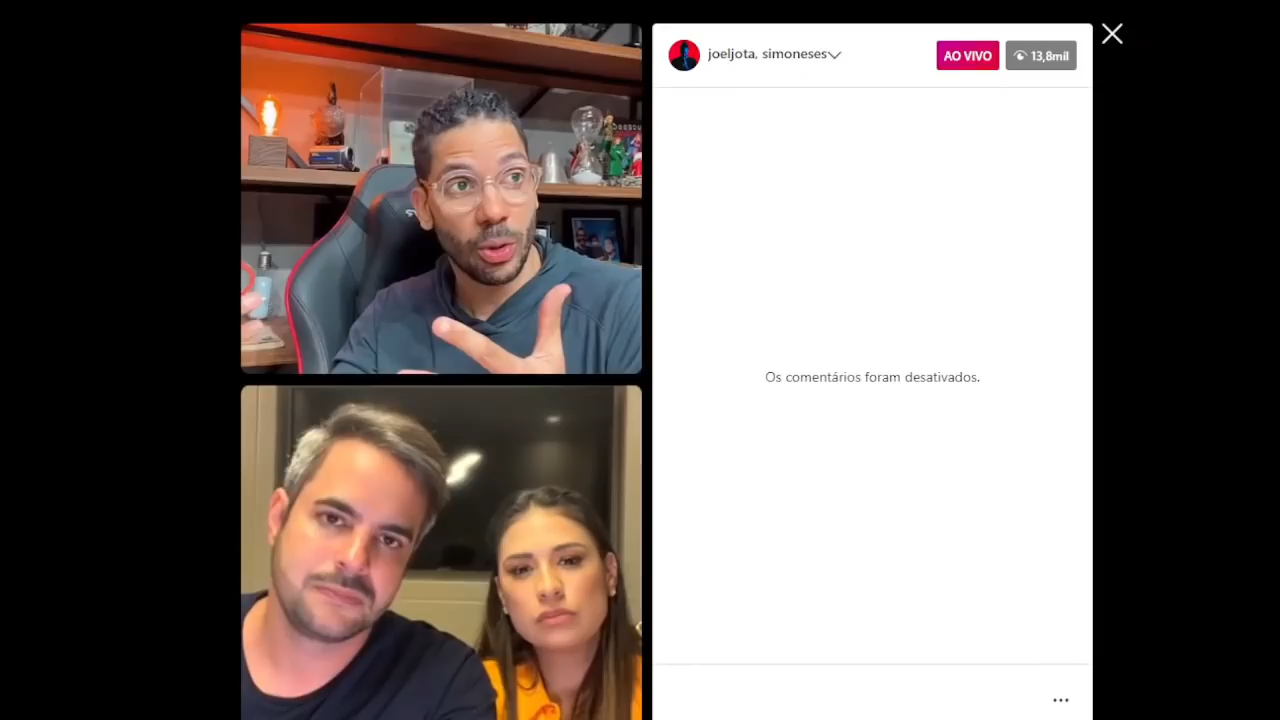 joeljota, simoneses
AO VIVO
13,8mil
Os comentários foram desativados.